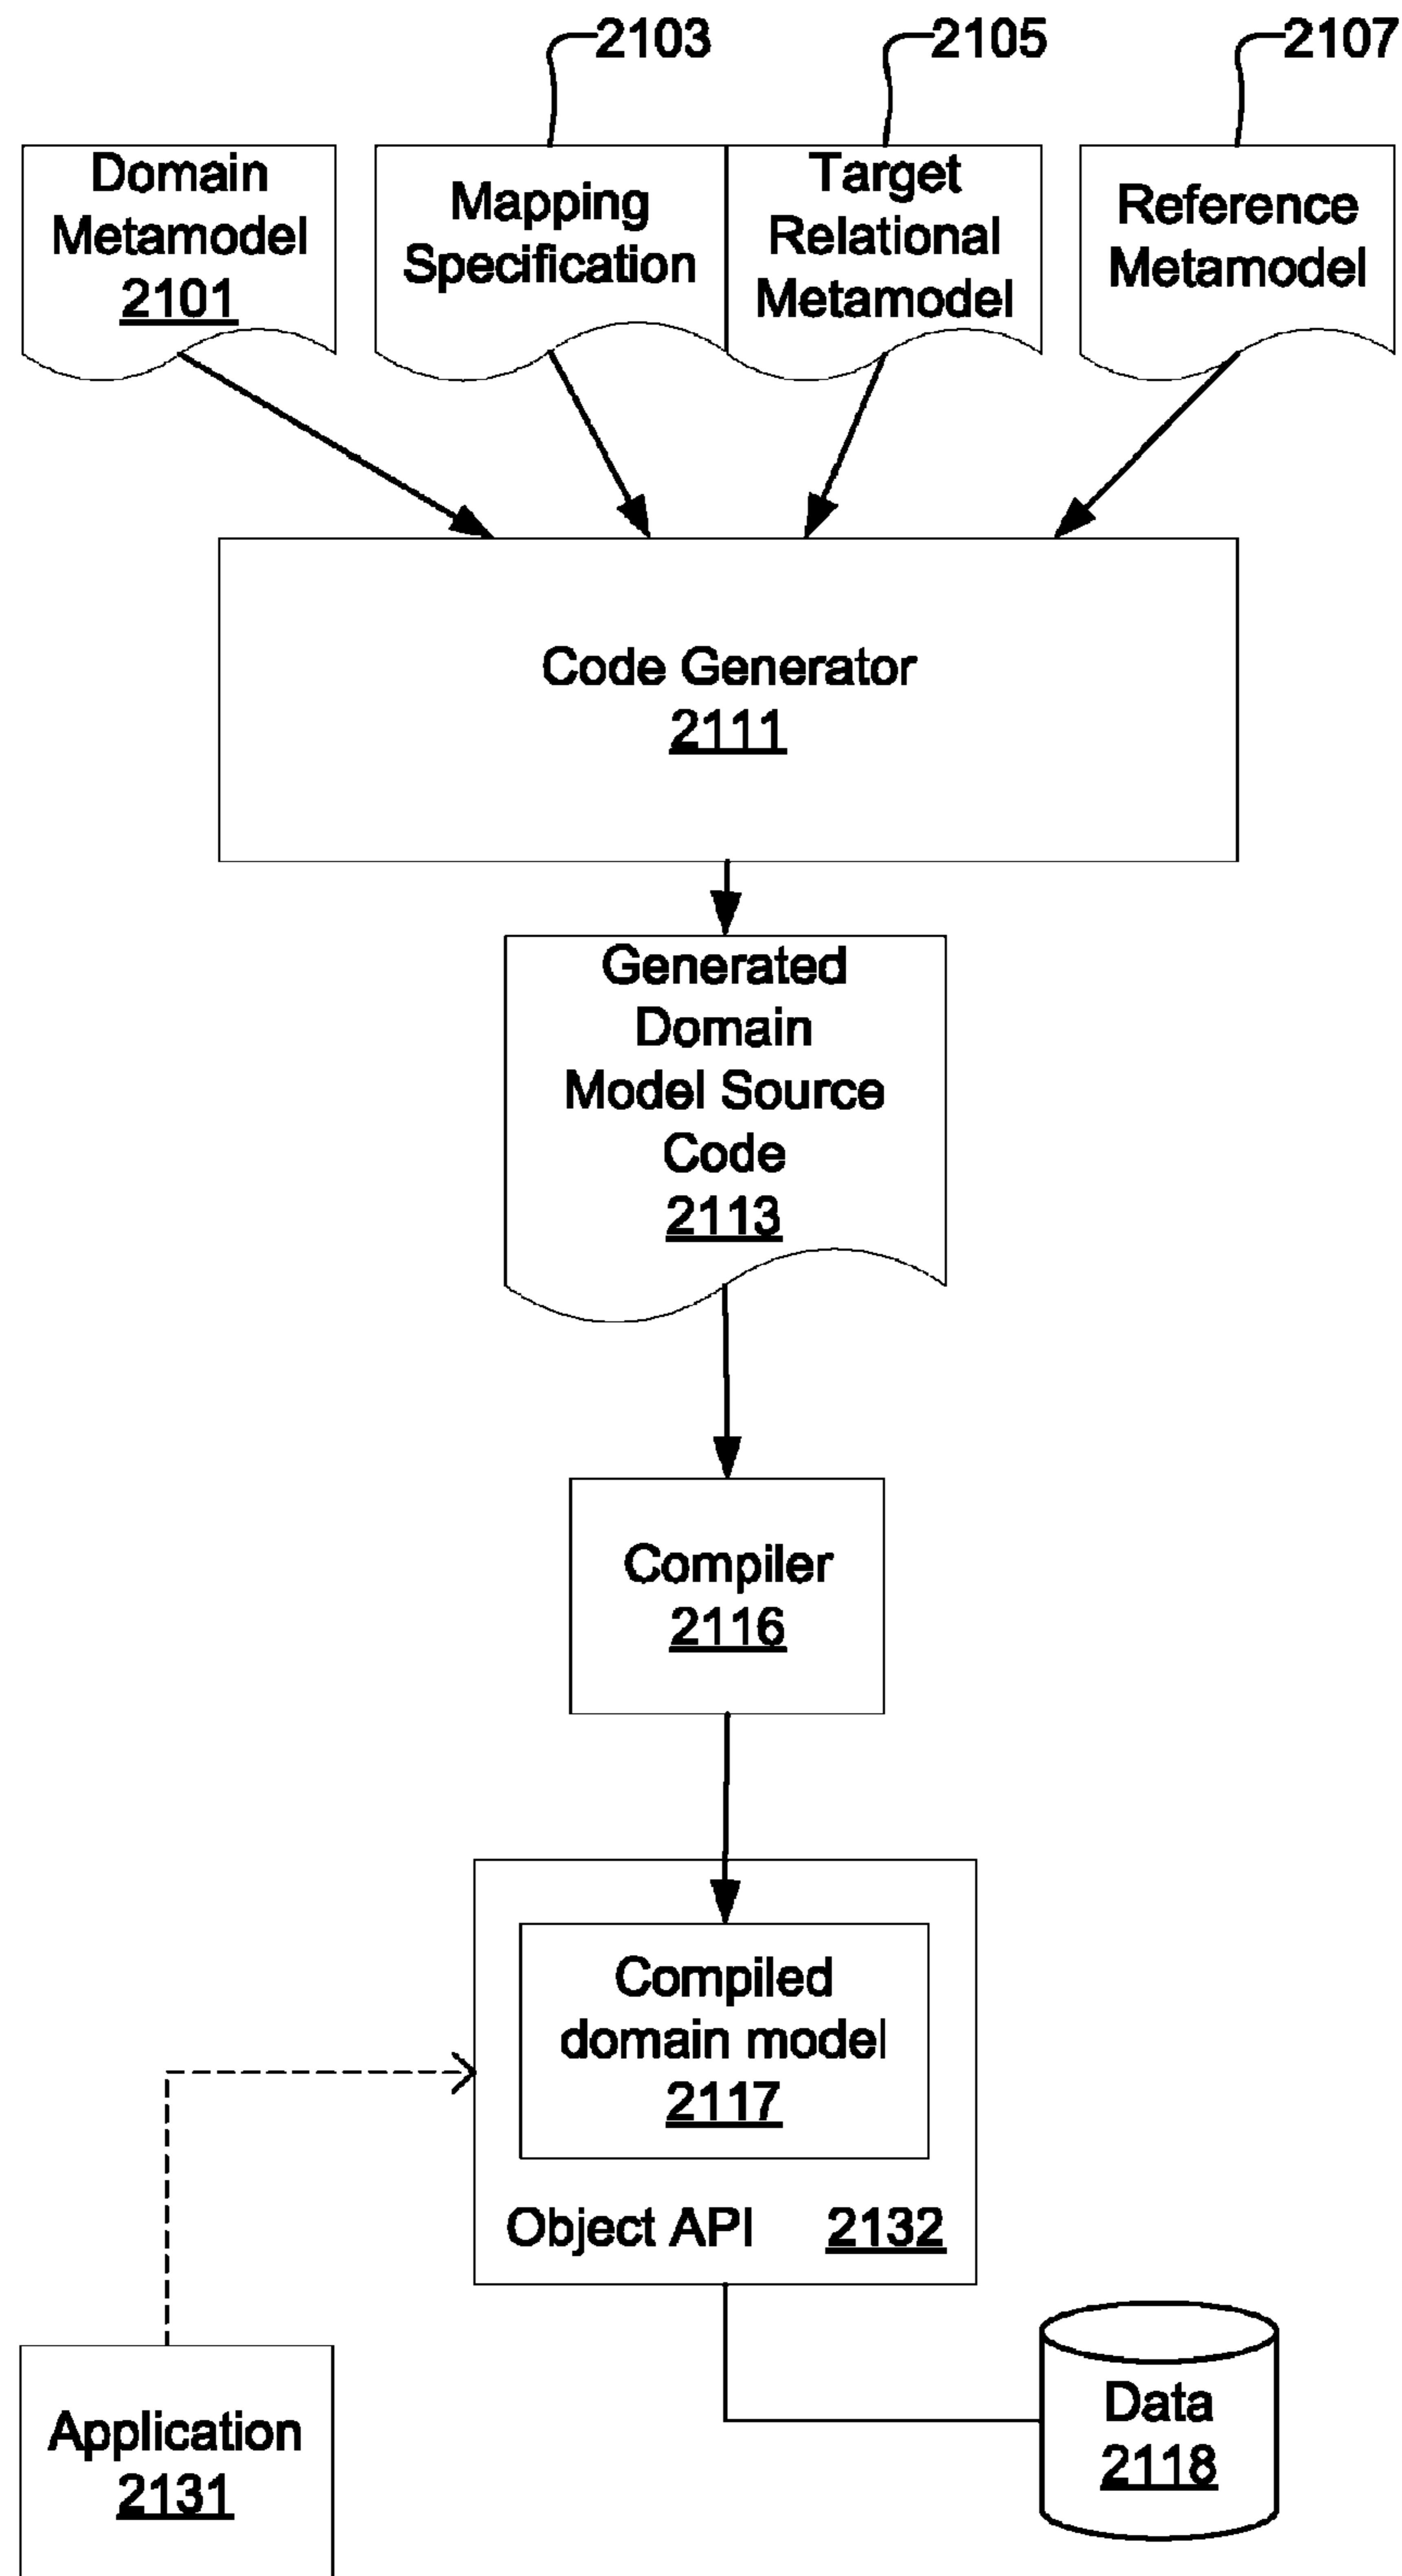 2103
2105
2107
Domain
Metamodel
2101
Mapping
Specification
Target
Relational
Metamodel
Reference
Metamodel
Code Generator
2111
Generated
Domain
Model Source
Code
2113
Compiler
2116
Compiled
domain model
2117
Object API 2132
Application
2131
Data
2118